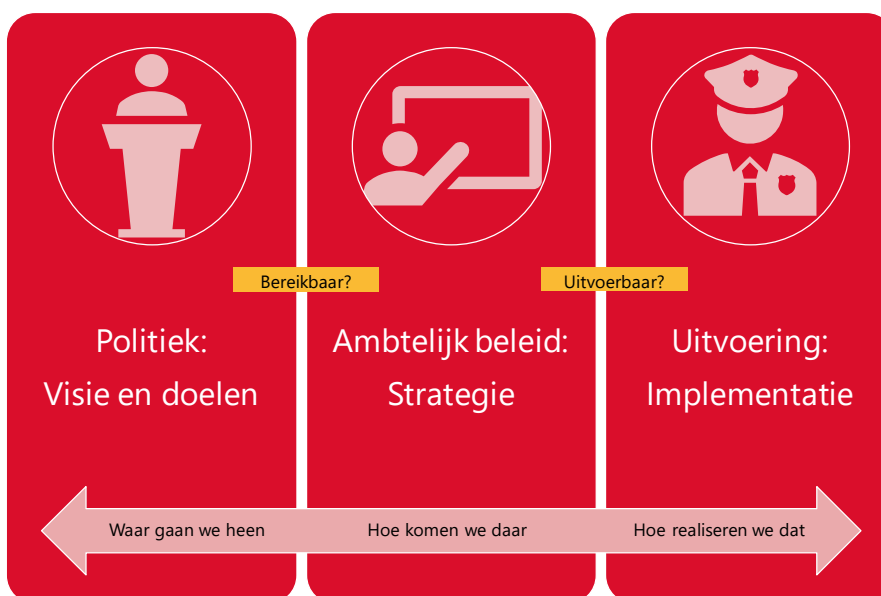 Bereikbaar?
Uitvoerbaar?
Politiek:
Visie en doelen
Ambtelijk beleid:
Strategie
Uitvoering:
Implementatie
Waar gaan we heen
Hoe komen we daar
Hoe realiseren we dat